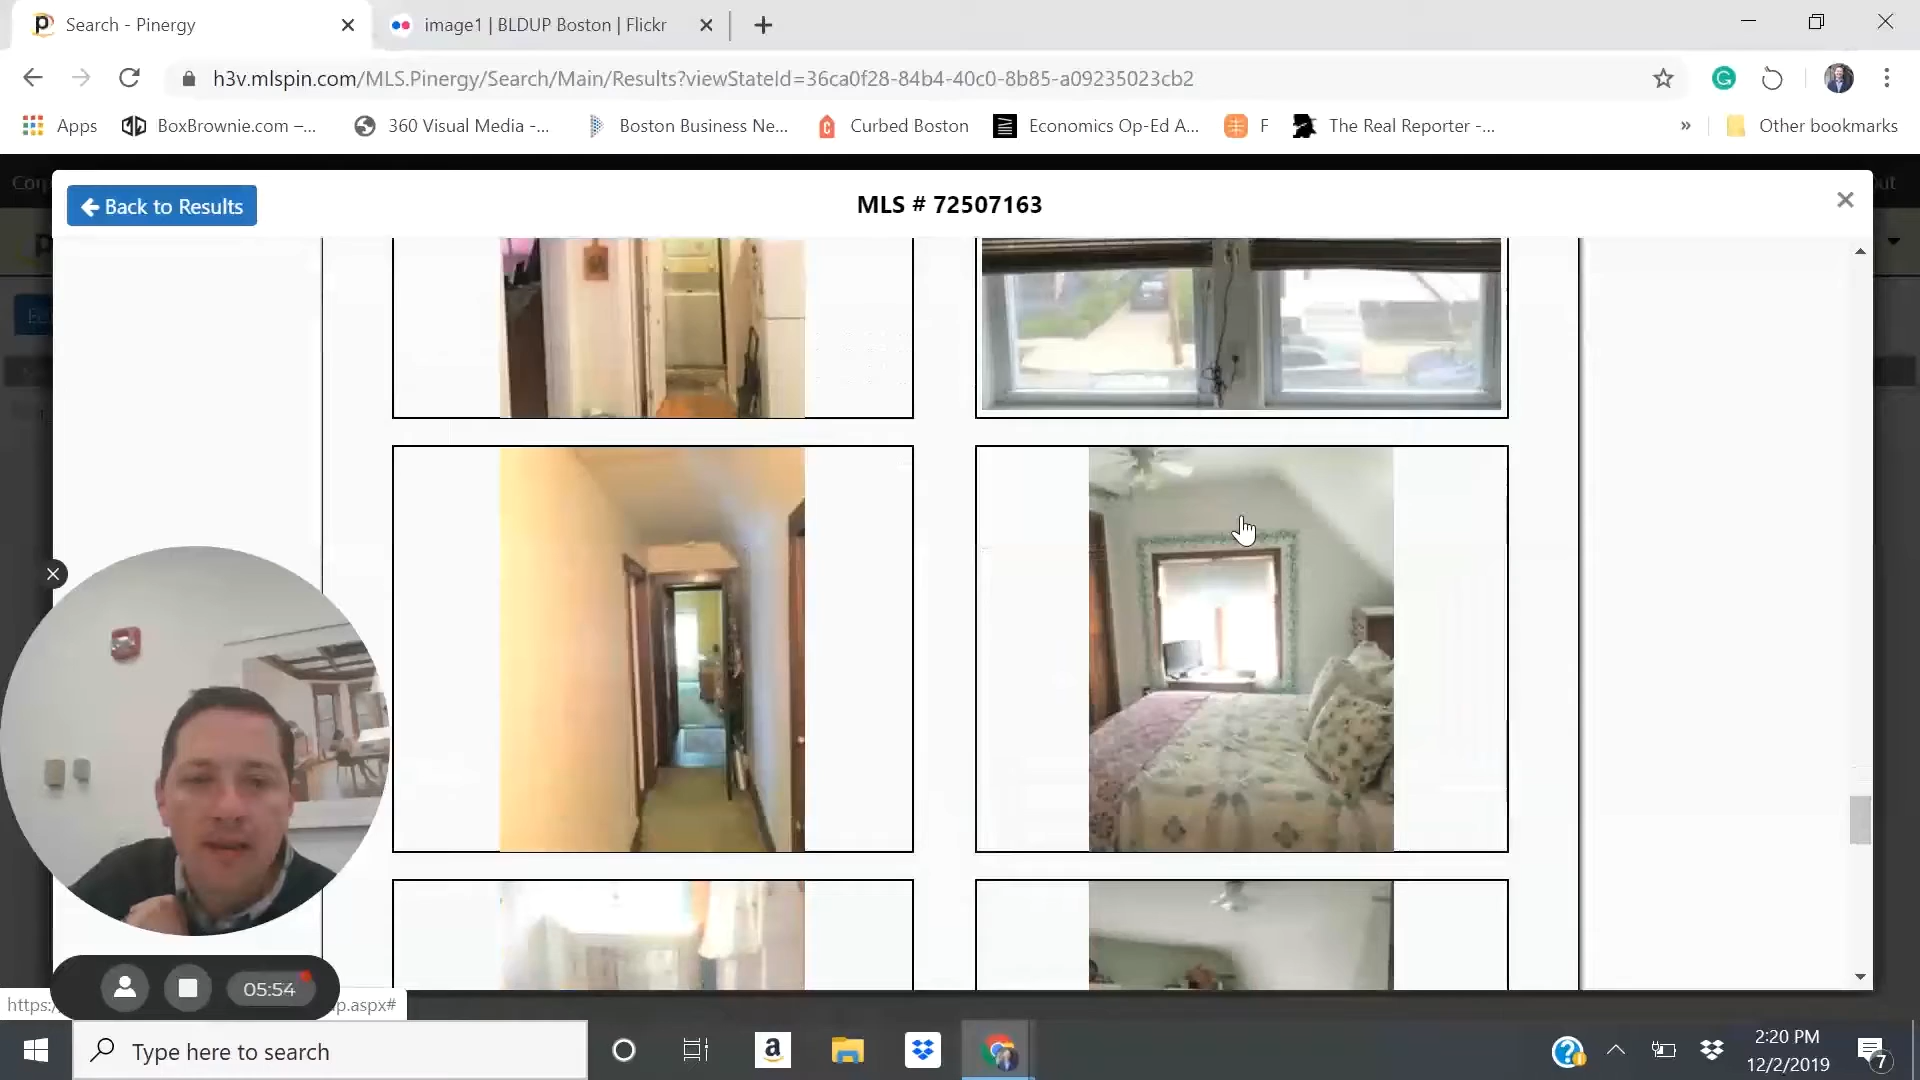 Search - Pinergy
image1 | BLDUP Boston | Flickr
h3v.mlspin.com/MLS.Pinergy/Search/Main/Results?viewStateId=36ca0f28-84b4-40c0-8b85-a09235023cb2
Apps
BoxBrownie.com –...
360 Visual Media -...
Boston Business Ne...
Curbed Boston
Economics Op-Ed A...
F
The Real Reporter -...
»
Other bookmarks
Back to Results
MLS # 72507163
05:54
https:/
p.aspx#
Type here to search
2:20 PM
12/2/2019
7